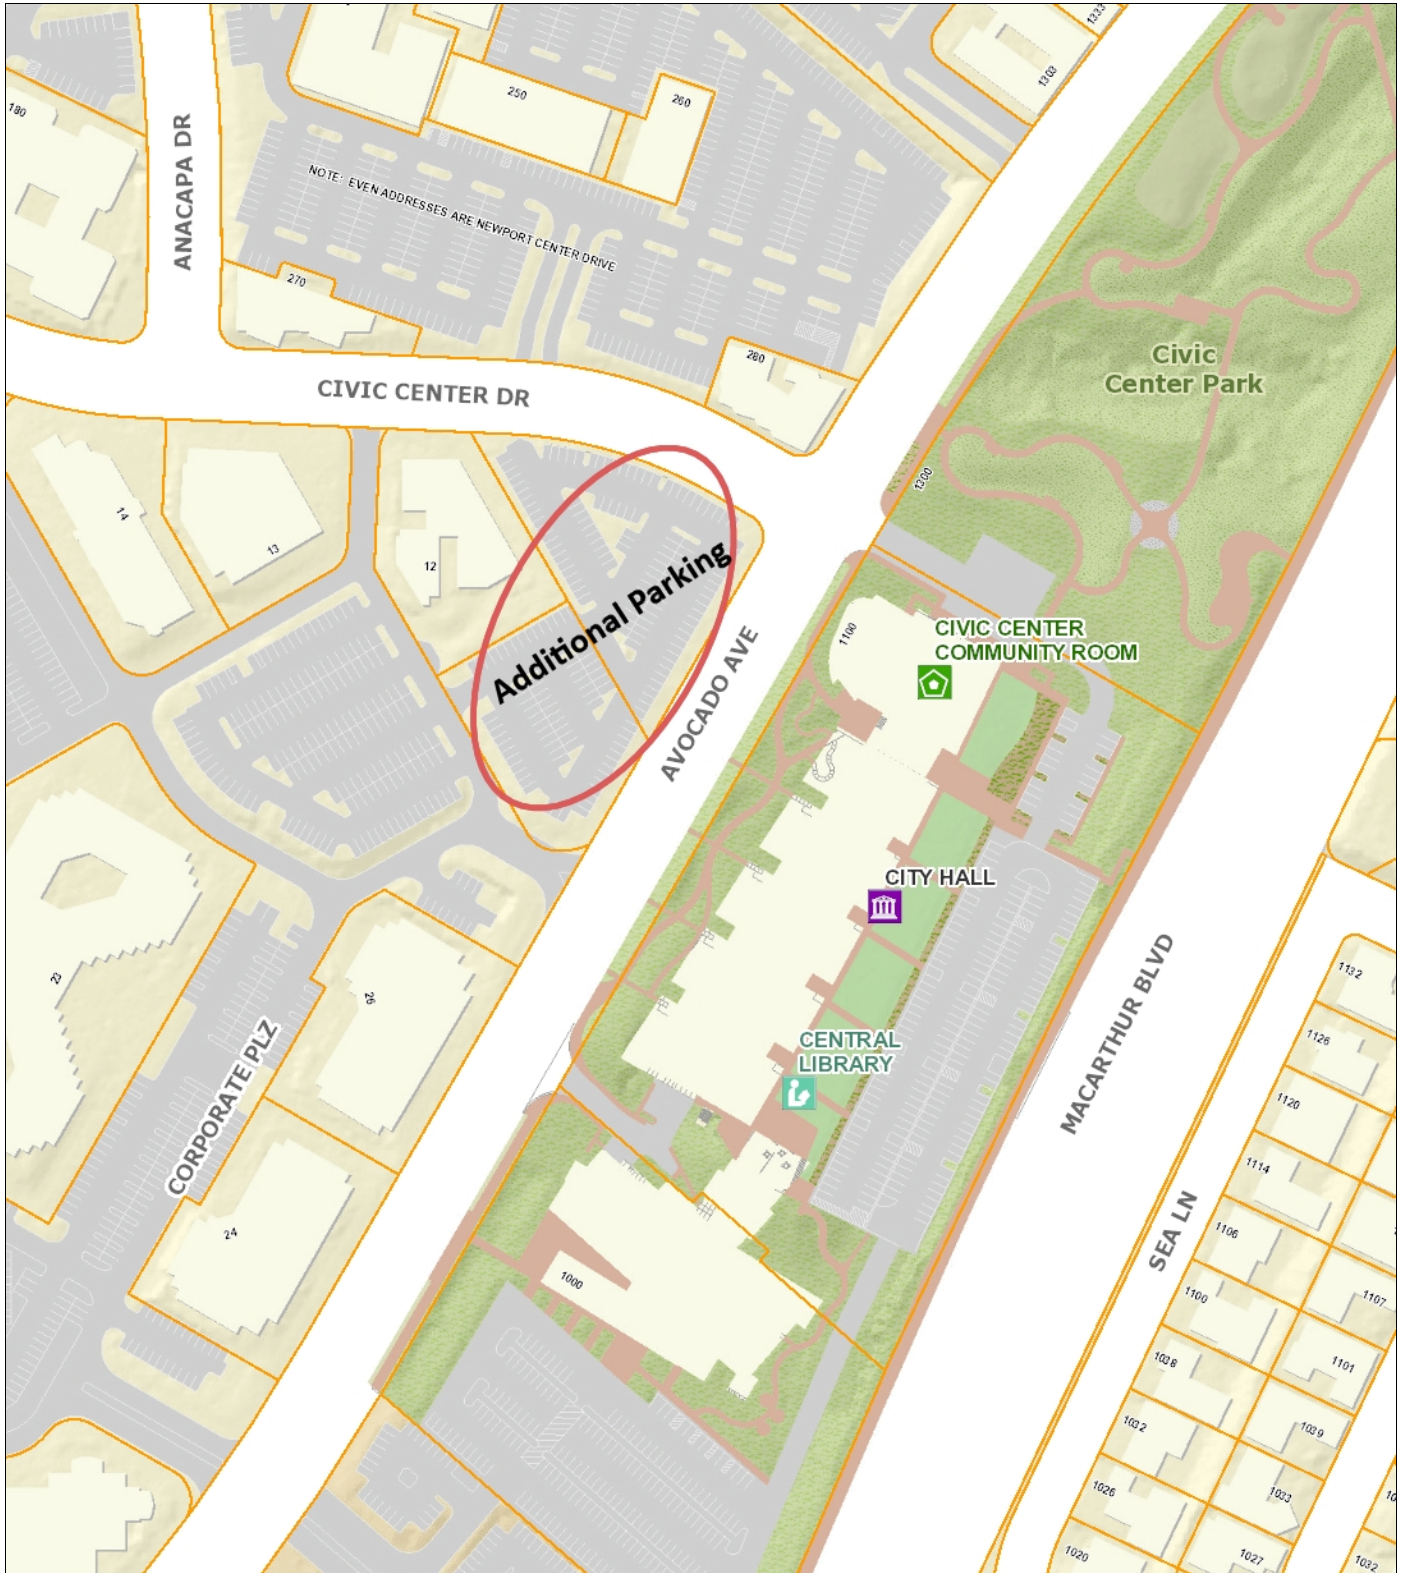 1333
1303
180
250
260
ANACAPA DR
NOTE: EVEN ADDRESSES ARE NEWPORT CENTER DRIVE
270
280
Civic
Center Park
CIVIC CENTER DR
1300
14
13
12
Additional Parking
AVOCADO AVE
1100
CIVIC CENTER
COMMUNITY ROOM
CITY HALL
23
26
CORPORATE PLZ
CENTRAL
LIBRARY
MACARTHUR BLVD
1132
1126
1120
1114
1106
1100
1107
SEA LN
24
1000
1038
1101
1032
1039
1026
1033
1020
1027
1032